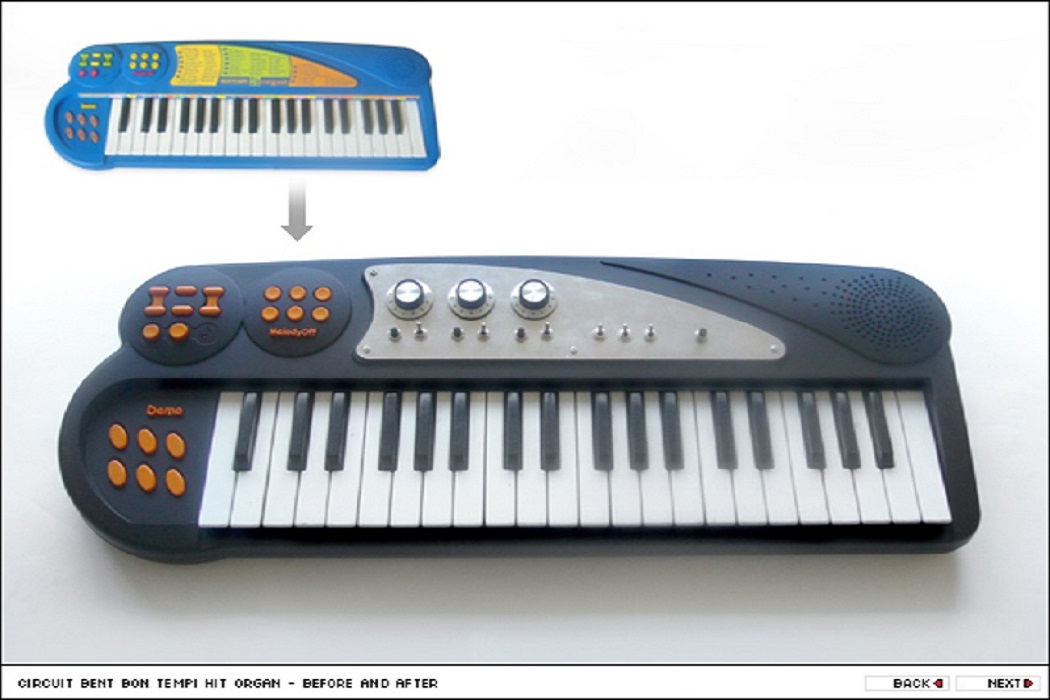 MelodyOff
Demo
CIRCUIT BENT BON TEMPI HIT ORGAN - BEFORE AND AFTER
BACK
NEXT